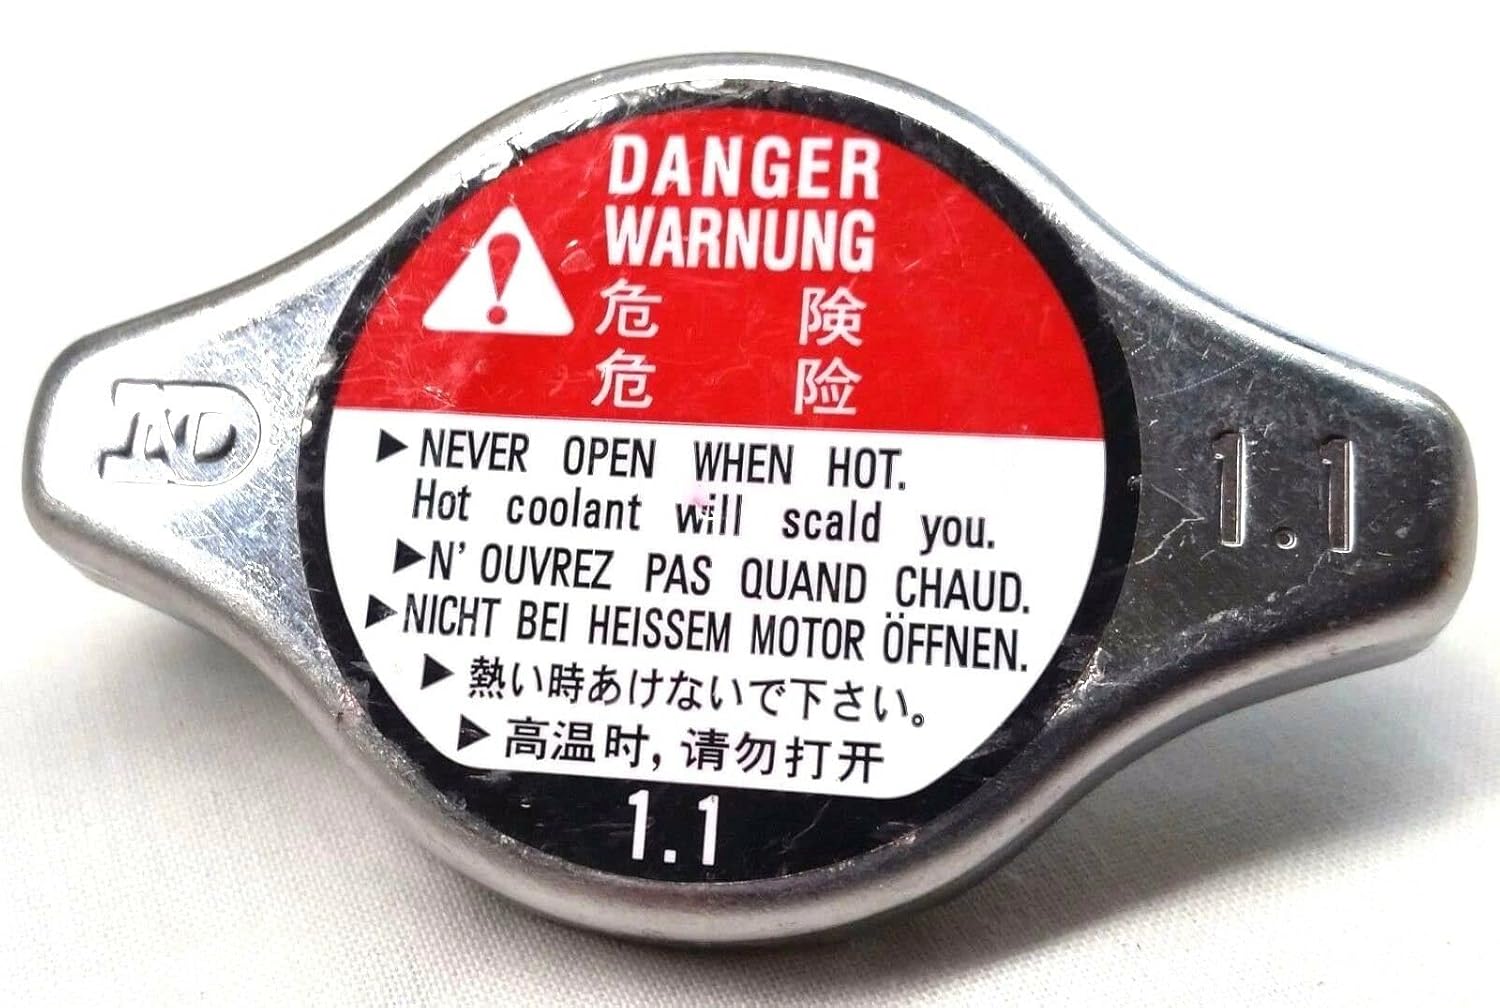 DANGER
WARNUNG
危 険
危 险
NEVER OPEN WHEN HOT.
Hot coolant will scald you.
N'OUVREZ PAS QUAND CHAUD.
NICHT BEI HEISSEM MOTOR ÖFFNEN.
熱い時あけないで下さい。
高温时,请勿打开
1.1
ND
1.1